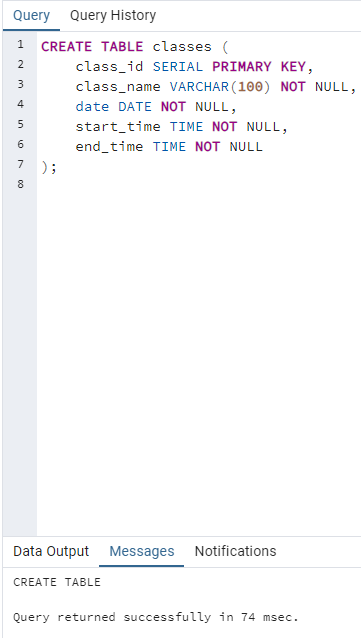 Query Query History
1 CREATE TABLE classes (
2 class_id SERIAL PRIMARY KEY,
3 class_name VARCHAR(100) NOT NULL,
4 date DATE NOT NULL,
5 start_time TIME NOT NULL,
6 end_time TIME NOT NULL
7 );
8
Data Output Messages Notifications
CREATE TABLE
Query returned successfully in 74 msec.